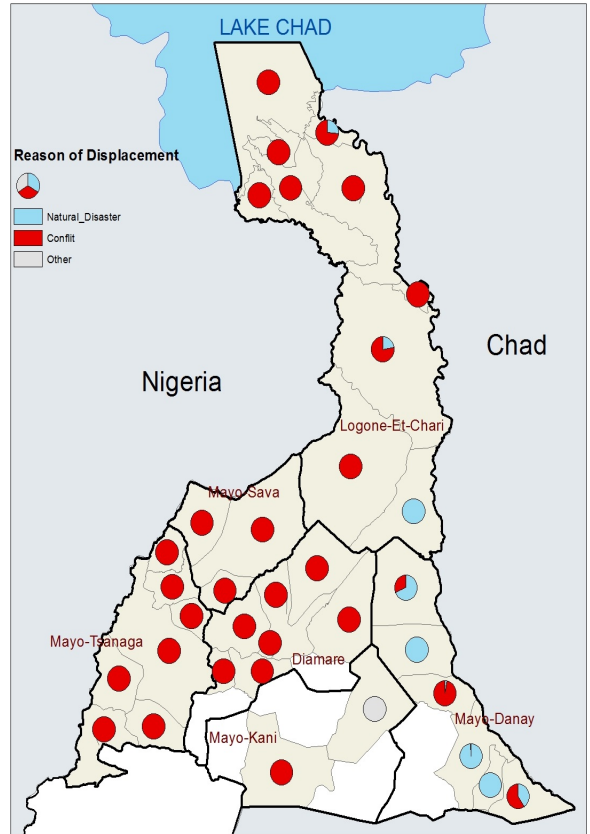 LAKE CHAD
Reason of Displacement
Natural_Disaster
Conflit
Other
Chad
Nigeria
Logone-Et-Chari
Mayo-Sava
Mayo-Tsanaga
Diamare
Mayo-Danay
Mayo-Kani